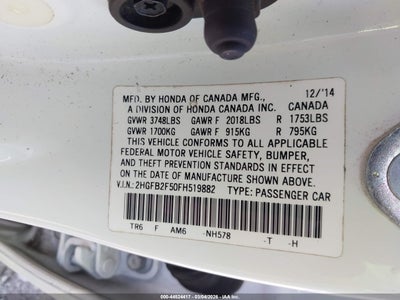 12/'14
MFD. BY HONDA OF CANADA MFG.,
A DIVISION OF HONDA CANADA INC. CANADA
GVWR 3748LBS GAWR F 2018LBS R 1753LBS
GVWR 1700KG GAWR F 915KG R 795KG
THIS VEHICLE CONFORMS TO ALL APPLICABLE
FEDERAL MOTOR VEHICLE SAFETY, BUMPER,
AND THEFT PREVENTION STANDARDS IN EFFECT
ON THE DATE OF MANUFACTURE SHOWN ABOVE.
V.I.N.: 2HGFB2F50FH519882 TYPE: PASSENGER CAR
TR6 F AM6 -NH578 -T -H
000-44524417 - 03/04/2026 -